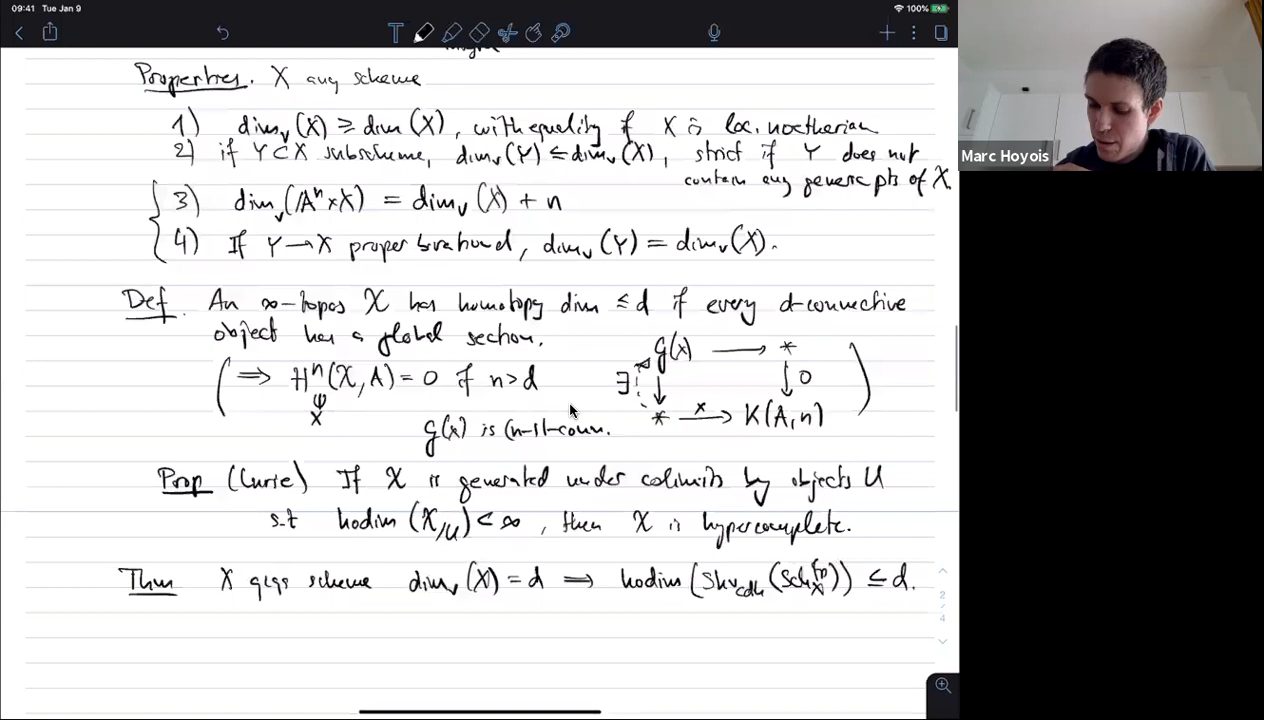 09:41 Tue Jan 9
100%
Properties. X any scheme
1) dim_v(X) ≥ dim(X), with equality if X is loc. noetherian
2) if Y⊂X subscheme, dim_v(Y) ≤ dim_v(X), strict if Y does not
contain any generic pts of X.
3) dim_v(𝔸ⁿ×X) = dim_v(X) + n
4) If Y→X proper birational, dim_v(Y) = dim_v(X).
Def. An ∞-topos X has homotopy dim ≤ d if every d-connective
object has a global section.
(⟹ Hⁿ(X, A) = 0 if n > d
ψ
x
g(x) → *
∃ ↓ ↓0
* →x K(A,n) )
g(x) is (n-1)-conn.
Prop (Lurie) If X is generated under colimits by objects U
s.t hodim(X/U) < ∞, then X is hypercomplete.
Thm X qcqs scheme dim_v(X) = d ⟹ hodim(Shv_cdh(Sch_X^fp)) ≤ d.
2
/
4
Marc Hoyois